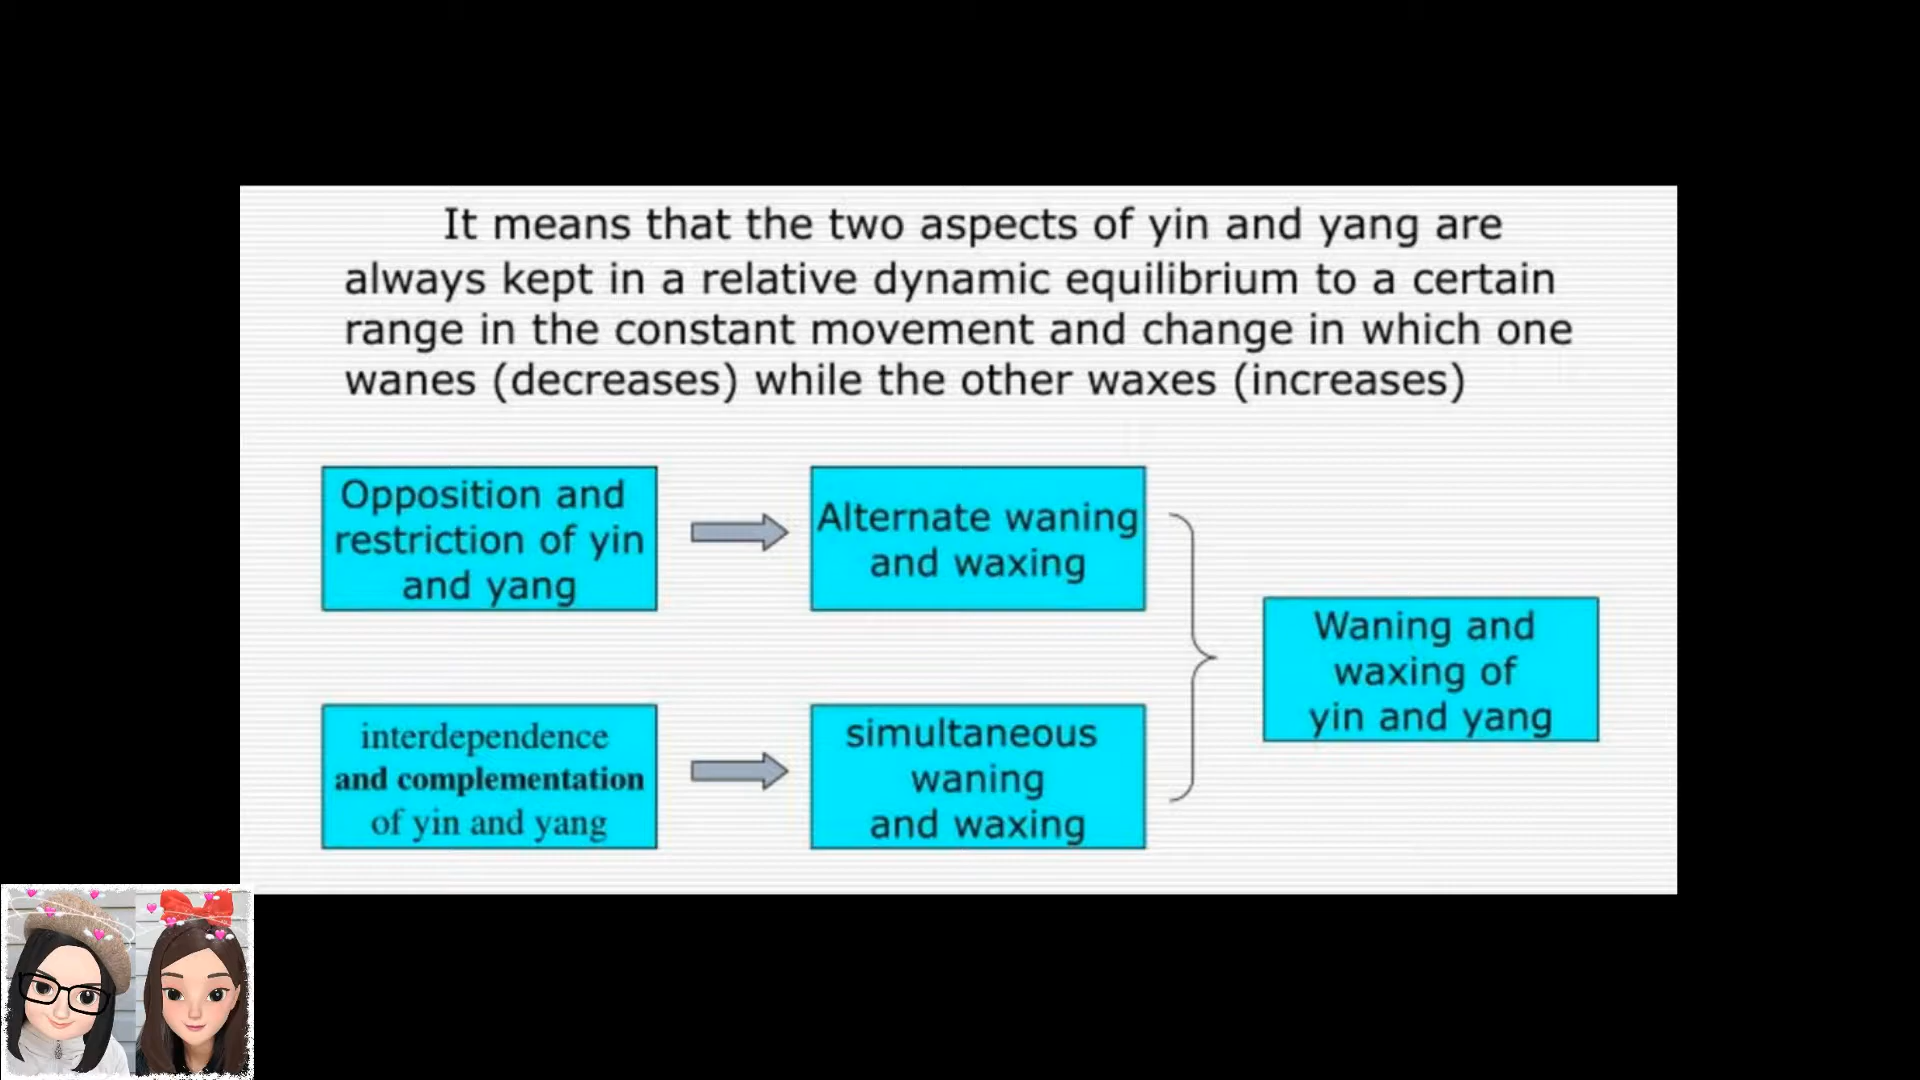 It means that the two aspects of yin and yang are
always kept in a relative dynamic equilibrium to a certain
range in the constant movement and change in which one
wanes (decreases) while the other waxes (increases)
Opposition and
restriction of yin
and yang
Alternate waning
and waxing
interdependence
and complementation
of yin and yang
simultaneous
waning
and waxing
Waning and
waxing of
yin and yang